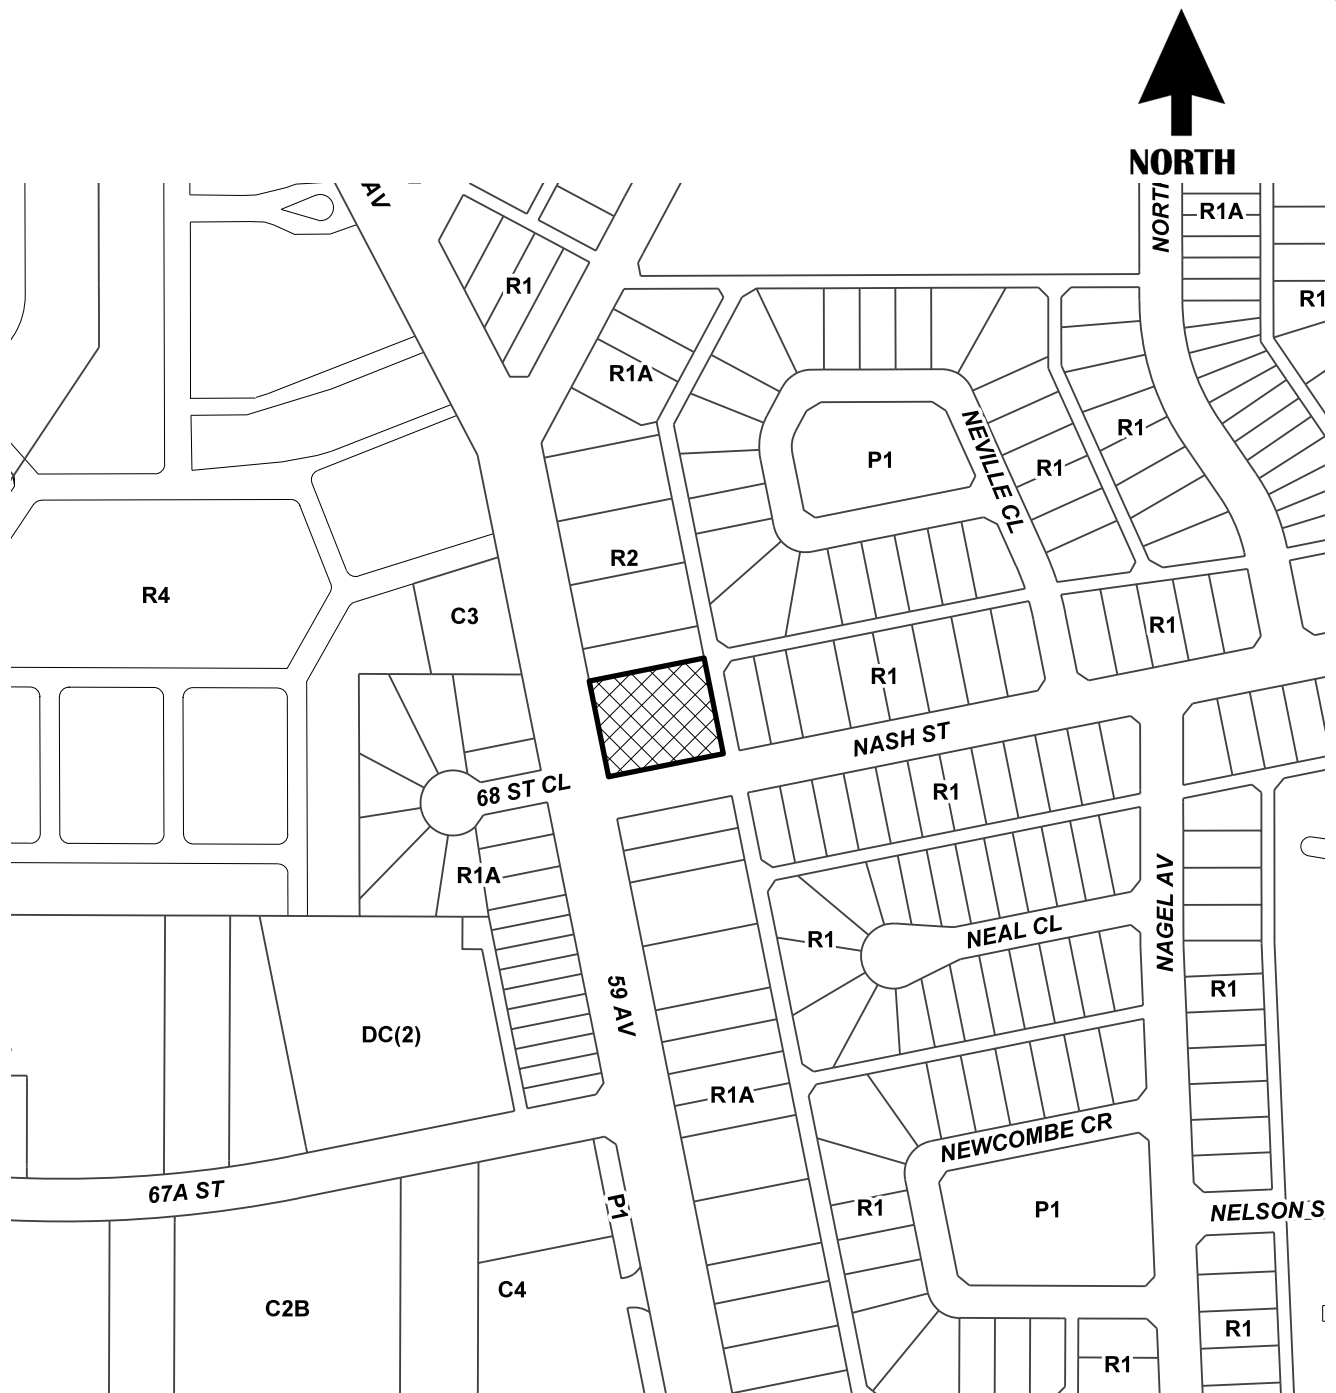 NORTH
AV
R1A
R1
R1
R1A
R1
P1
NEVILLE CL
R1
R2
R4
C3
R1
R1
NASH ST
68 ST CL
R1
R1A
R1
NEAL CL
NAGEL AV
R1
59 AV
DC(2)
R1A
NEWCOMBE CR
67A ST
P1
R1
P1
C4
C2B
R1
R1